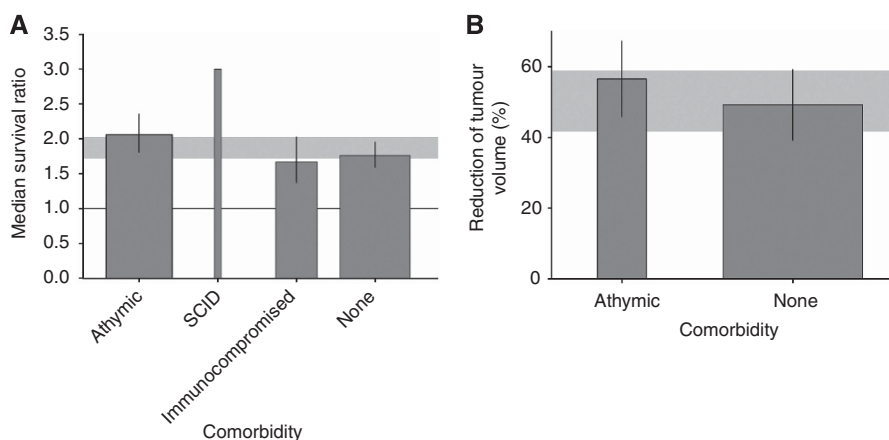 A
Median survival ratio
3.5
3.0
2.5
2.0
1.5
1.0
0.5
0.0
Athymic
SCID
Immunocompromised
None
Comorbidity
B
Reduction of tumour
volume (%)
60
40
20
0
Athymic
None
Comorbidity